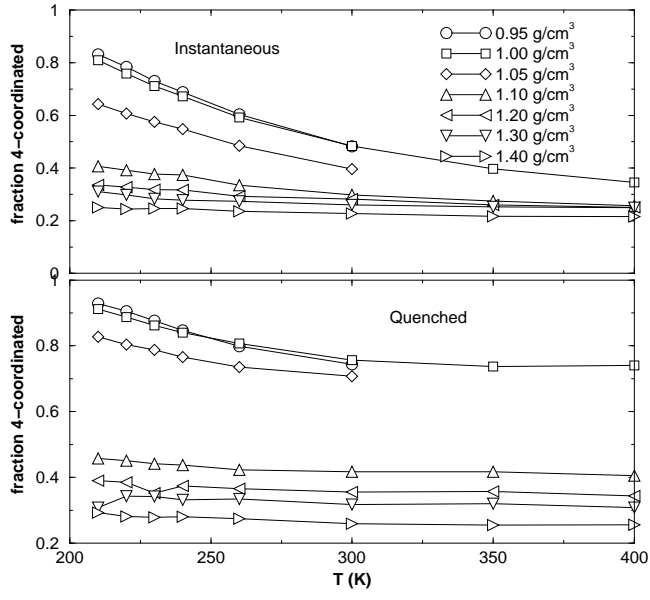 1
0.8
0.6
0.4
0.2
0
fraction 4−coordinated
Instantaneous
0.95 g/cm³
1.00 g/cm³
1.05 g/cm³
1.10 g/cm³
1.20 g/cm³
1.30 g/cm³
1.40 g/cm³
1
0.8
0.6
0.4
0.2
fraction 4−coordinated
Quenched
200 250 300 350 400
T (K)